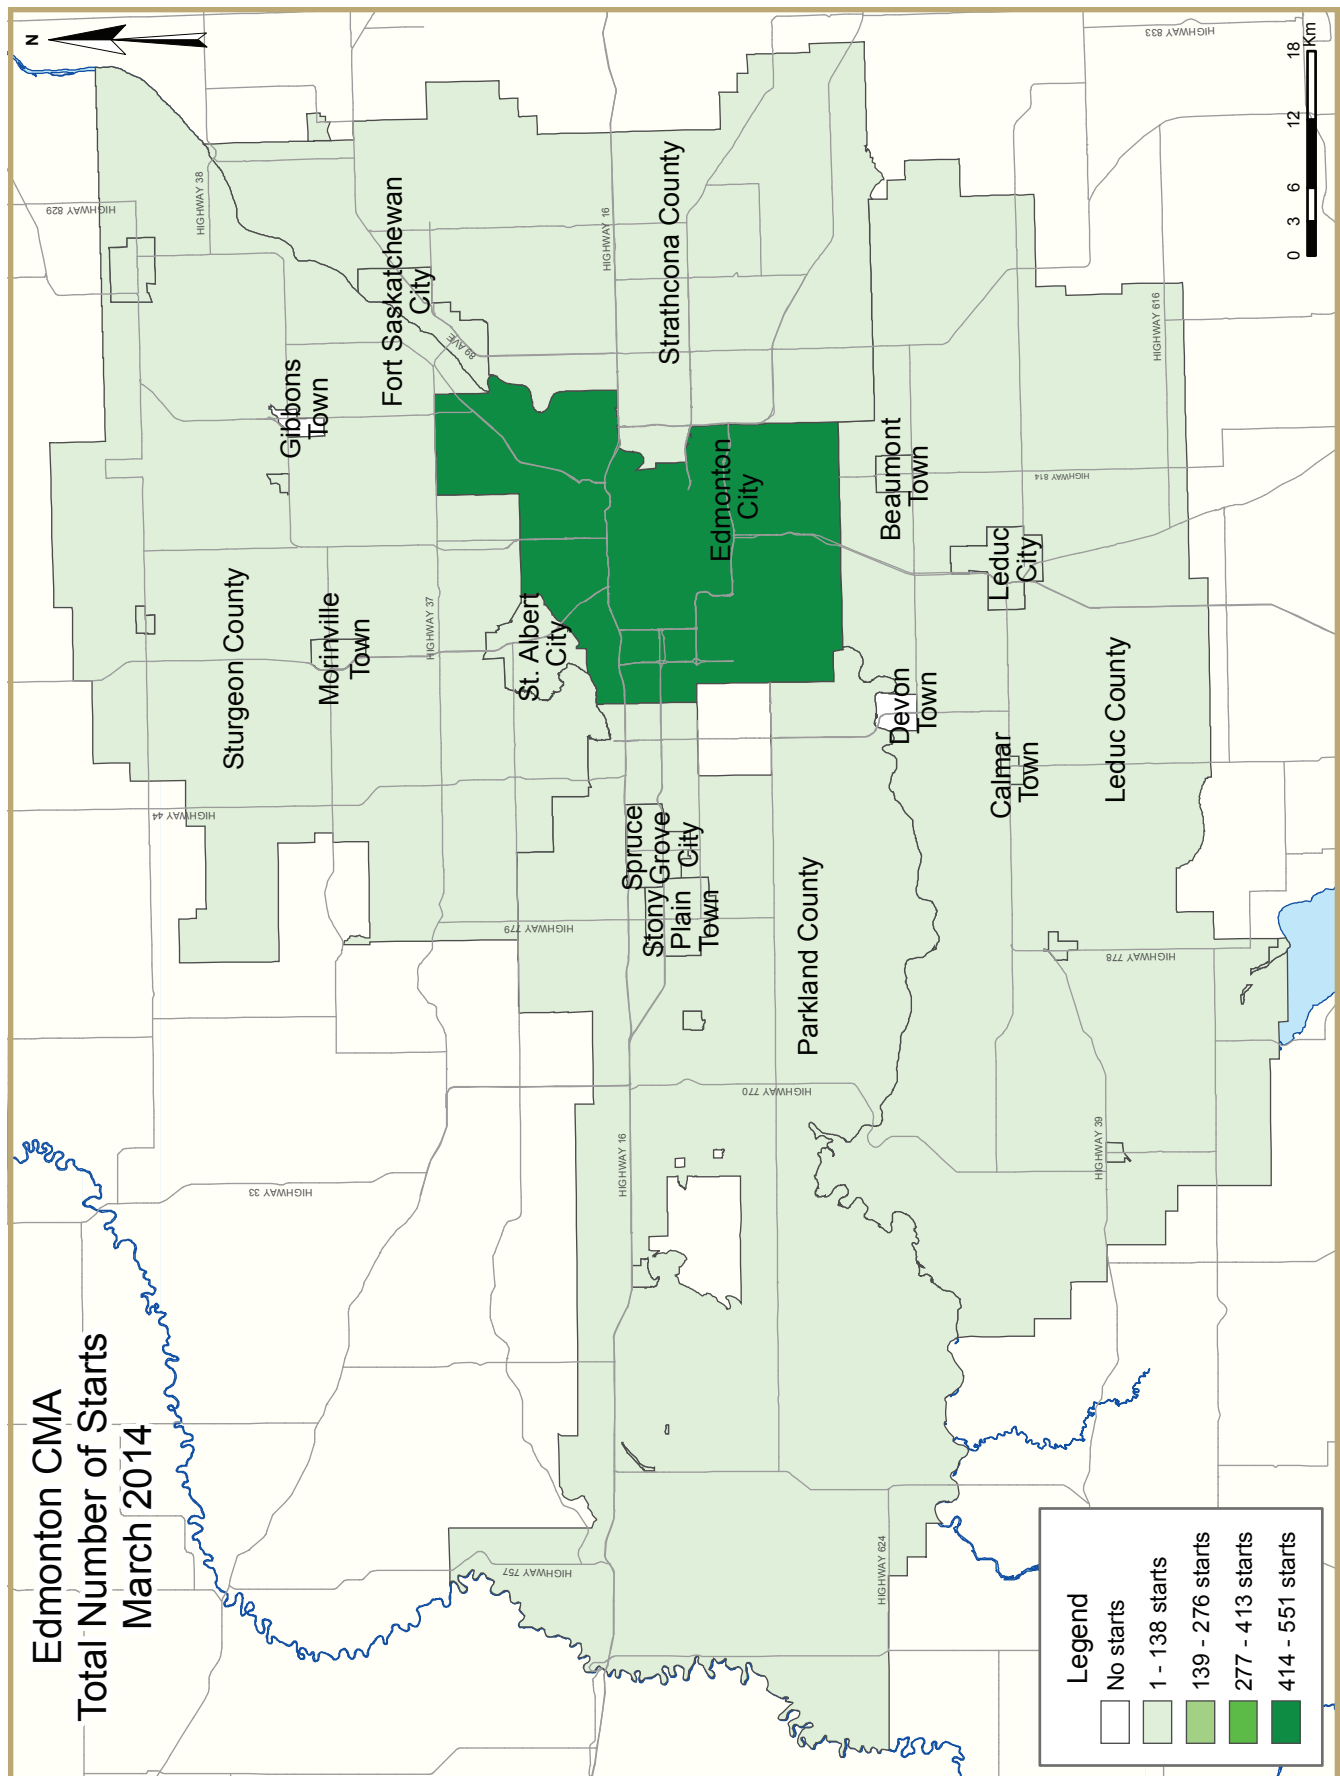 Edmonton CMA
Total Number of Starts
March 2014
N
HIGHWAY 829
HIGHWAY 38
HIGHWAY 833
HIGHWAY 44
HIGHWAY 33
HIGHWAY 37
HIGHWAY 779
HIGHWAY 757
HIGHWAY 16
HIGHWAY 16
HIGHWAY 770
HIGHWAY 624
HIGHWAY 814
HIGHWAY 616
HIGHWAY 778
HIGHWAY 39
89 AVE
Sturgeon County
Gibbons
Town
Morinville
Town
Fort Saskatchewan
City
St. Albert
City
Strathcona County
Edmonton
City
Spruce
Grove
City
Stony
Plain
Town
Parkland County
Beaumont
Town
Devon
Town
Leduc
City
Calmar
Town
Leduc County
Legend
No starts
1 - 138 starts
139 - 276 starts
277 - 413 starts
414 - 551 starts
0 3 6 12 18
Km